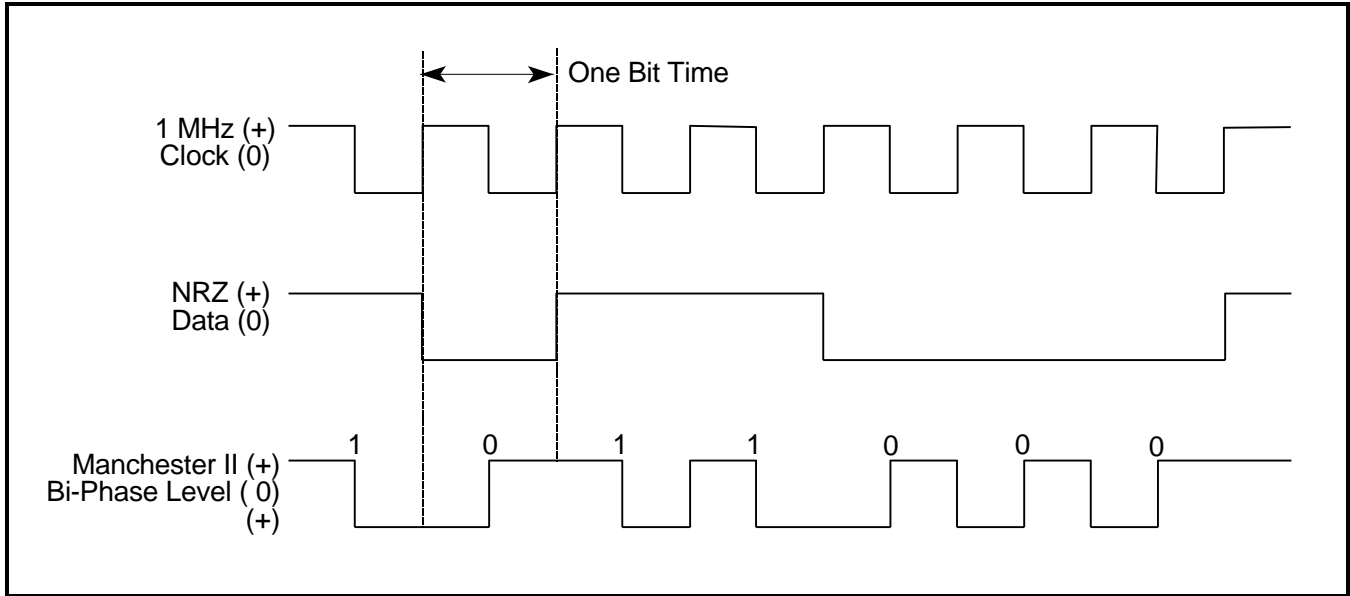 One Bit Time
1 MHz (+)
Clock (0)
NRZ (+)
Data (0)
1 0 1 1 0 0 0
Manchester II (+)
Bi-Phase Level ( 0)
(+)